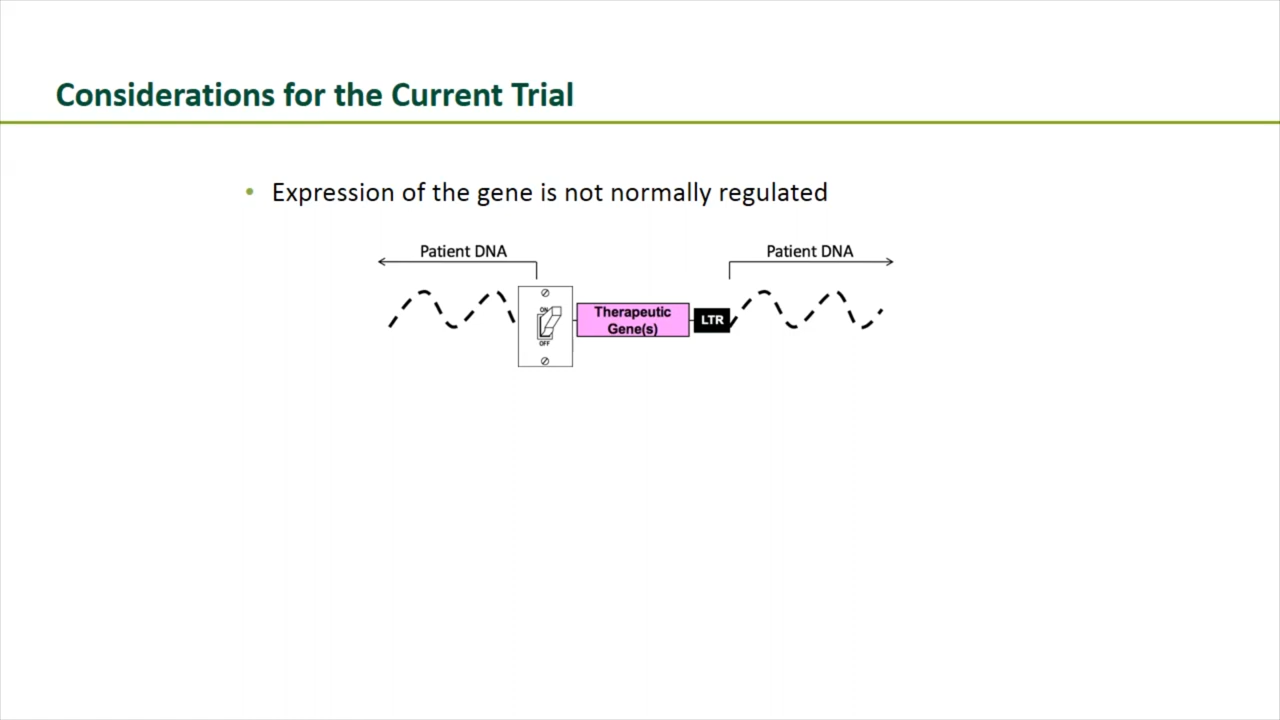 Considerations for the Current Trial
• Expression of the gene is not normally regulated
Patient DNA
Patient DNA
ON
OFF
Therapeutic
Gene(s)
LTR